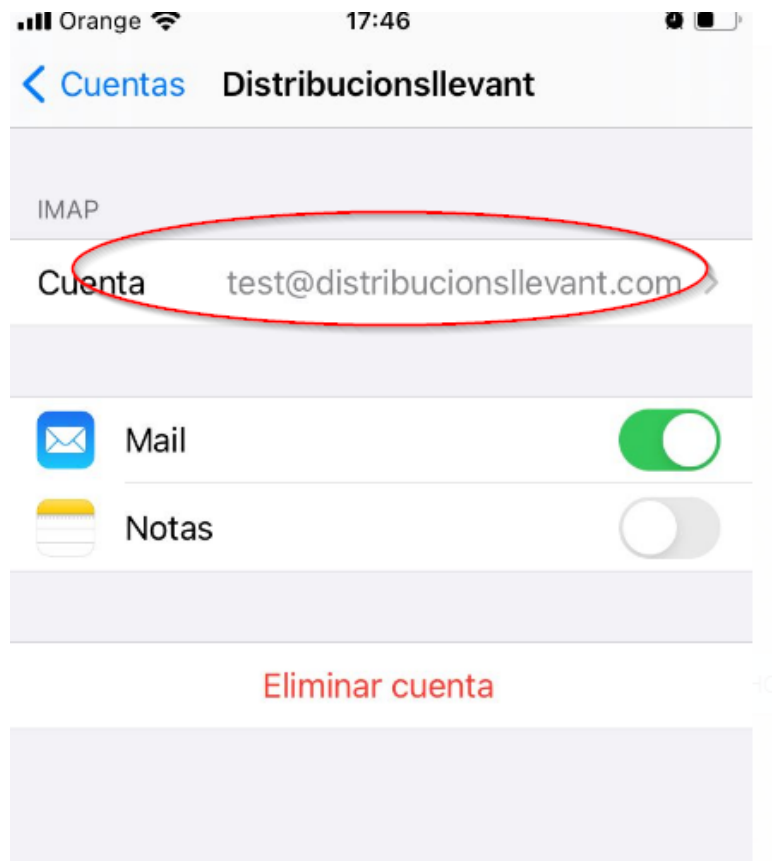 Orange 17:46
Cuentas Distribucionsllevant
IMAP
Cuenta test@distribucionsllevant.com
Mail
Notas
Eliminar cuenta